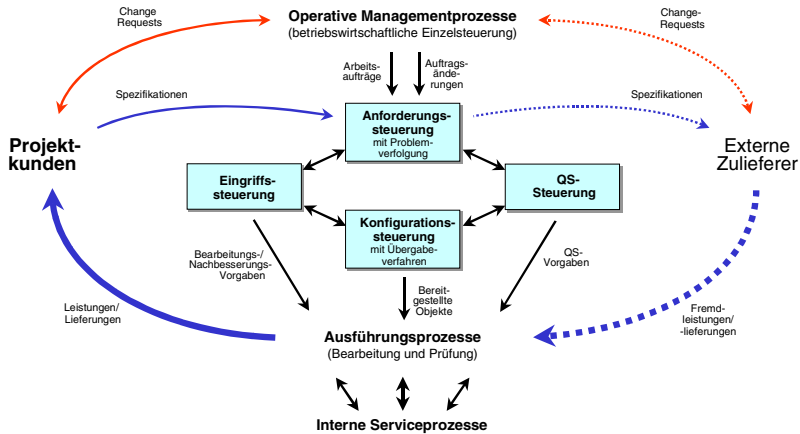 Operative Managementprozesse
(betriebswirtschaftliche Einzelsteuerung)
Change
Requests
Change-
Requests
Arbeits-
aufträge
Auftrags-
ände-
rungen
Spezifikationen
Spezifikationen
Anforderungs-
steuerung
mit Problem-
verfolgung
Projekt-
kunden
Externe
Zulieferer
Eingriffs-
steuerung
QS-
Steuerung
Konfigurations-
steuerung
mit Übergabe-
verfahren
Bearbeitungs-/
Nachbesserungs-
Vorgaben
QS-
Vorgaben
Bereit-
gestellte
Objekte
Leistungen/
Lieferungen
Fremd-
leistungen/
-lieferungen
Ausführungsprozesse
(Bearbeitung und Prüfung)
Interne Serviceprozesse